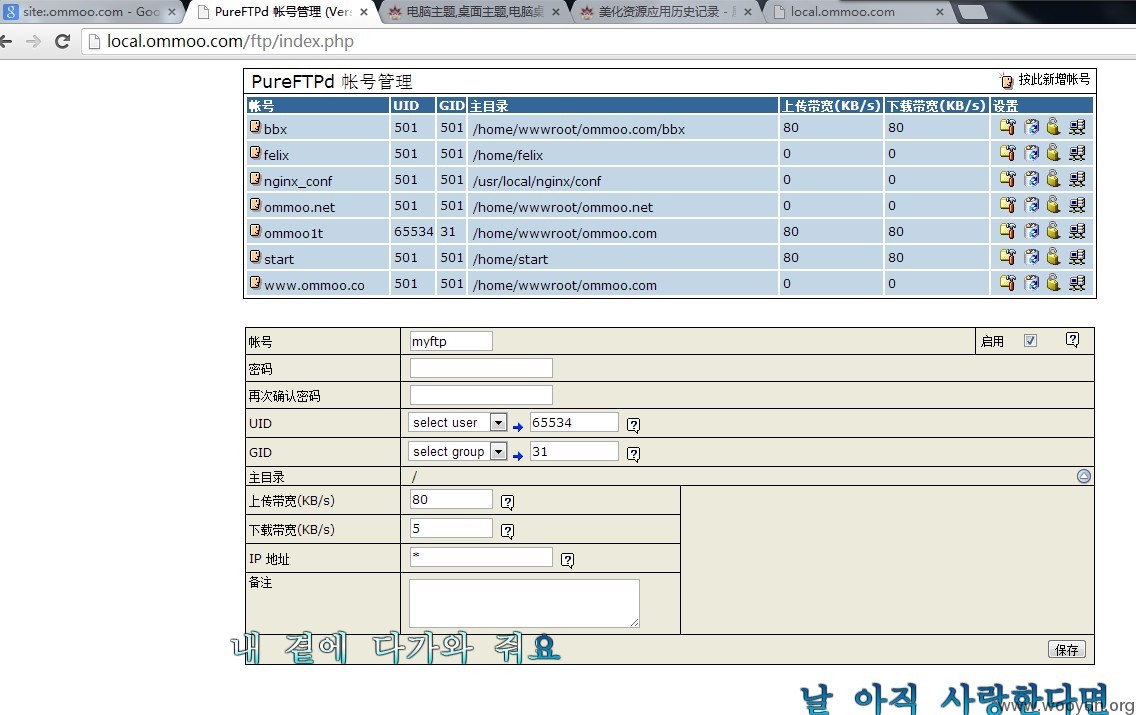 site:.ommoo.com - Goo
PureFTPd 帐号管理 (Ver
电脑主题,桌面主题,电脑桌
美化资源应用历史记录 -
local.ommoo.com
local.ommoo.com/ftp/index.php
PureFTPd 帐号管理 按此新增帐号
帐号 UID GID 主目录 上传带宽(KB/s) 下载带宽(KB/s) 设置
bbx 501 501 /home/wwwroot/ommoo.com/bbx 80 80
felix 501 501 /home/felix 0 0
nginx_conf 501 501 /usr/local/nginx/conf 0 0
ommoo.net 501 501 /home/wwwroot/ommoo.net 0 0
ommoo1t 65534 31 /home/wwwroot/ommoo.com 80 80
start 501 501 /home/start 80 80
www.ommoo.co 501 501 /home/wwwroot/ommoo.com 0 0
帐号 myftp 启用
密码
再次确认密码
UID select user 65534
GID select group 31
主目录 /
上传带宽(KB/s) 80
下载带宽(KB/s) 5
IP 地址 *
备注
내 곁에 다가와 줘요
保存
날 아직 사랑한다면
www.wooyun.org